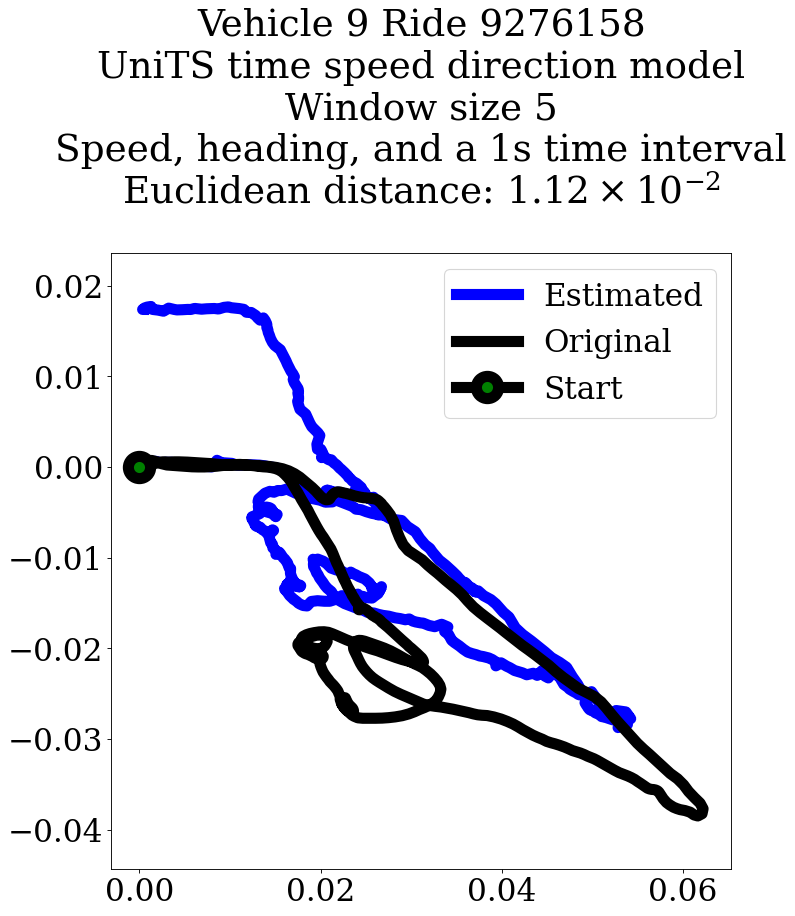 Vehicle 9 Ride 9276158
UniTS time speed direction model
Window size 5
Speed, heading, and a 1s time interval
Euclidean distance: 1.12 × 10⁻²
Estimated
Original
Start
0.02
0.01
0.00
−0.01
−0.02
−0.03
−0.04
0.00 0.02 0.04 0.06